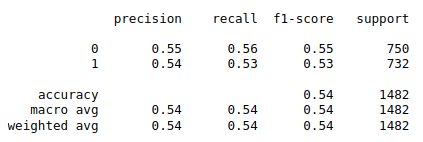 precision recall f1-score support
0 0.55 0.56 0.55 750
1 0.54 0.53 0.53 732
accuracy 0.54 1482
macro avg 0.54 0.54 0.54 1482
weighted avg 0.54 0.54 0.54 1482